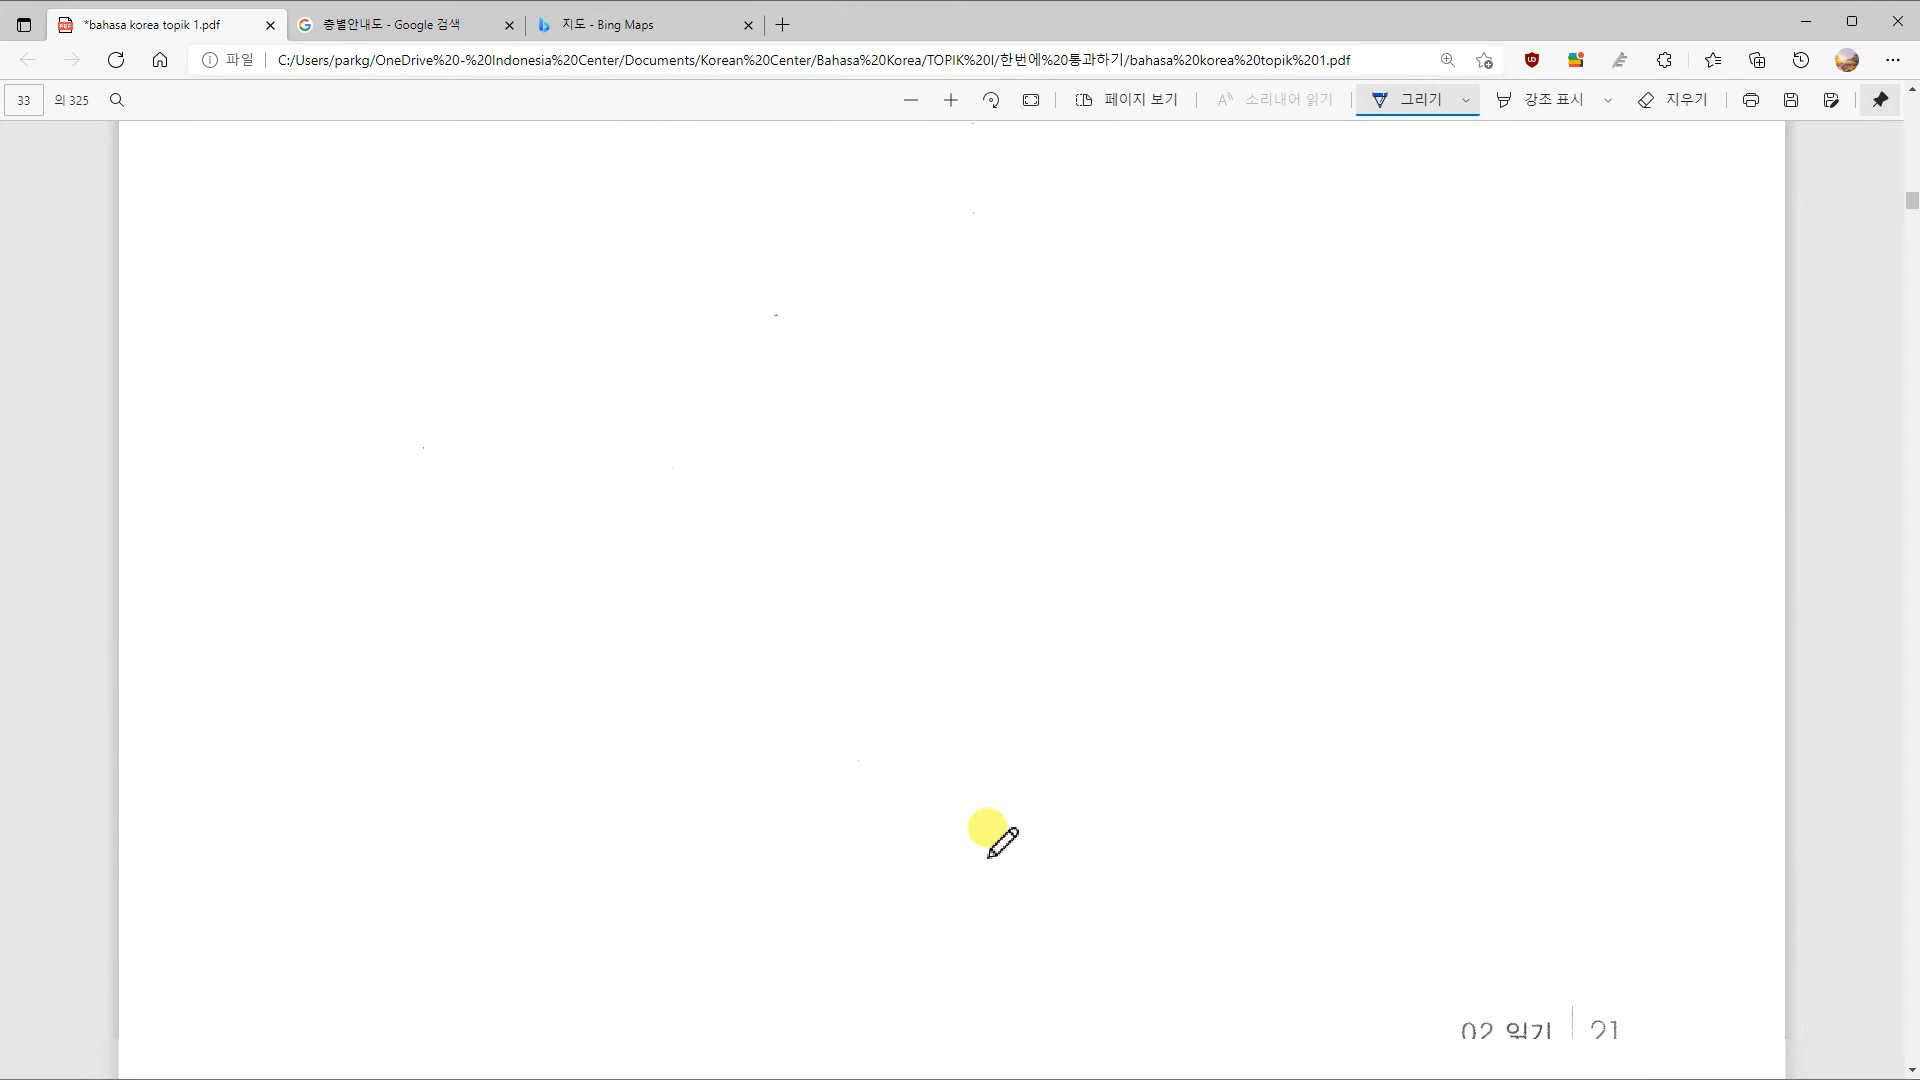 *bahasa korea topik 1.pdf
층별안내도 - Google 검색
지도 - Bing Maps
파일 C:/Users/parkg/OneDrive%20-%20Indonesia%20Center/Documents/Korean%20Center/Bahasa%20Korea/TOPIK%20I/한번에%20통과하기/bahasa%20korea%20topik%201.pdf
33 의 325 페이지 보기 소리내어 읽기 그리기 강조 표시 지우기
02 읽기 21